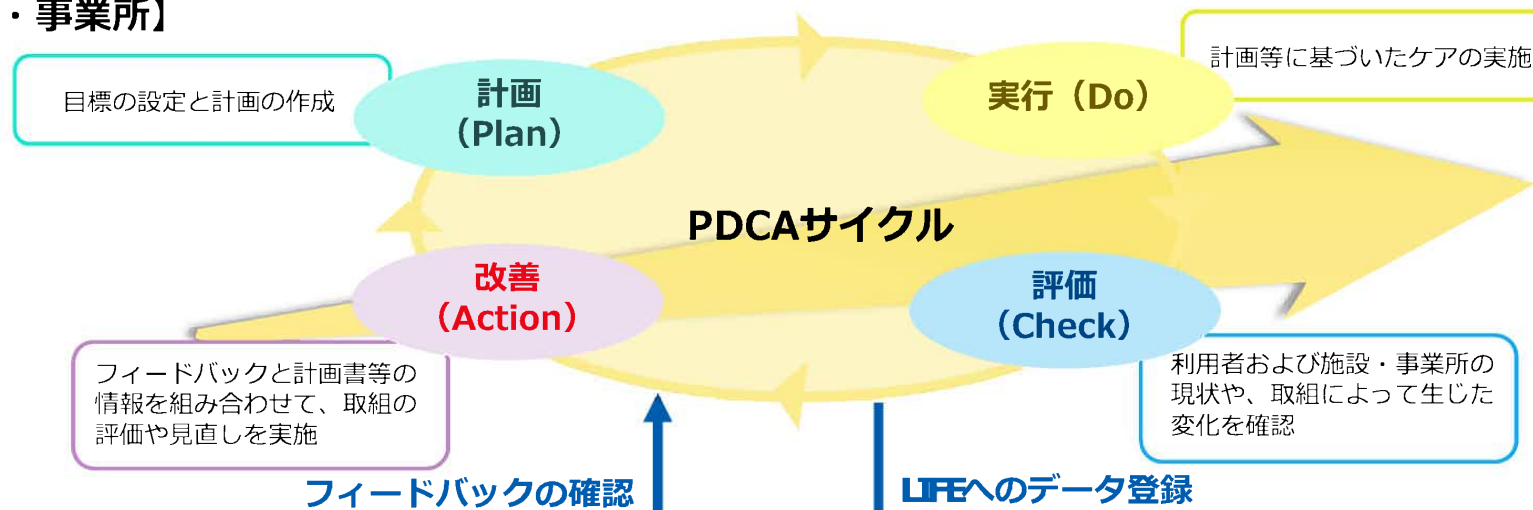 ・事業所】
目標の設定と計画の作成
計画
（Plan）
実行（Do）
計画等に基づいたケアの実施
PDCAサイクル
改善
（Action）
評価
（Check）
フィードバックと計画書等の
情報を組み合わせて、取組の
評価や見直しを実施
利用者および施設・事業所の
現状や、取組によって生じた
変化を確認
フィードバックの確認
LIFEへのデータ登録